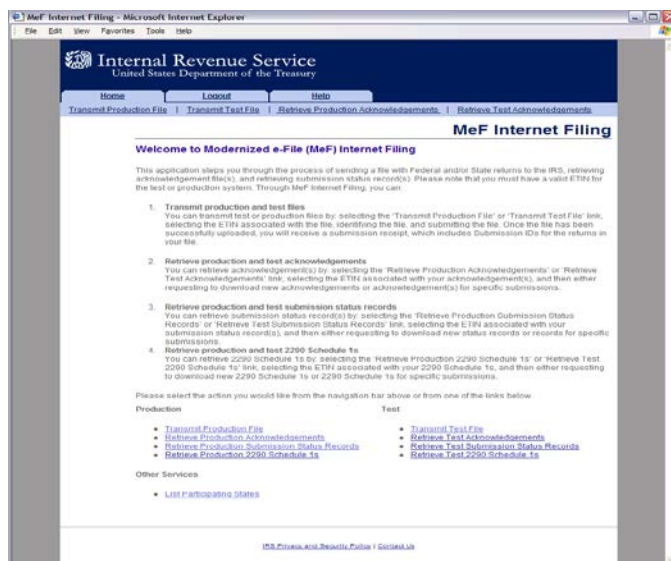 MeF Internet Filing - Microsoft Internet Explorer
File Edit View Favorites Tools Help
Internal Revenue Service
United States Department of the Treasury
Home Logout Help
Transmit Production File | Transmit Test File | Retrieve Production Acknowledgements | Retrieve Test Acknowledgements
MeF Internet Filing
Welcome to Modernized e-File (MeF) Internet Filing
This application steps you through the process of sending a file with Federal and/or State returns to the IRS, retrieving
acknowledgement file(s), and retrieving submission status record(s). Please note that you must have a valid ETIN for
the test or production system. Through MeF Internet Filing, you can:
1. Transmit production and test files
You can transmit test or production files by: selecting the 'Transmit Production File' or 'Transmit Test File' link,
selecting the ETIN associated with the file, identifying the file, and submitting the file. Once the file has been
successfully uploaded, you will receive a submission receipt, which includes Submission IDs for the returns in
your file.
2. Retrieve production and test acknowledgements
You can retrieve acknowledgement(s) by: selecting the 'Retrieve Production Acknowledgements' or 'Retrieve
Test Acknowledgements' link, selecting the ETIN associated with your acknowledgement(s), and then either
requesting to download new acknowledgements or acknowledgement(s) for specific submissions.
3. Retrieve production and test submission status records
You can retrieve submission status record(s) by: selecting the 'Retrieve Production Submission Status
Records' or 'Retrieve Test Submission Status Records' link, selecting the ETIN associated with your
submission status record(s), and then either requesting to download new status records or records for specific
submissions.
4. Retrieve production and test 2290 Schedule 1s
You can retrieve 2290 Schedule 1s by: selecting the 'Retrieve Production 2290 Schedule 1s' or 'Retrieve Test
2290 Schedule 1s' link, selecting the ETIN associated with your 2290 Schedule 1s, and then either requesting
to download new 2290 Schedule 1s or 2290 Schedule 1s for specific submissions.
Please select the action you would like from the navigation bar above or from one of the links below.
Production Test
Transmit Production File Transmit Test File
Retrieve Production Acknowledgements Retrieve Test Acknowledgements
Retrieve Production Submission Status Records Retrieve Test Submission Status Records
Retrieve Production 2290 Schedule 1s Retrieve Test 2290 Schedule 1s
Other Services
List Participating States
IRS Privacy and Security Policy | Contact Us